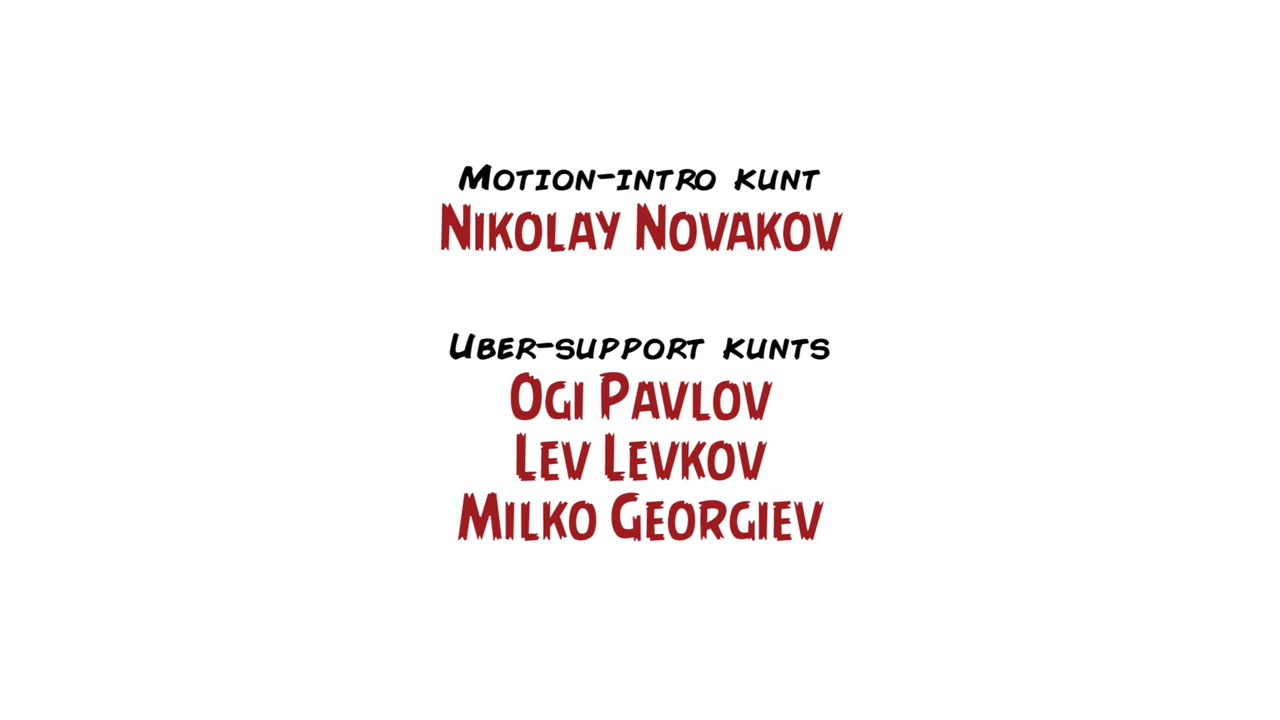 Motion-intro kunt
Nikolay Novakov
Uber-support kunts
Ogi Pavlov
Lev Levkov
Milko Georgiev